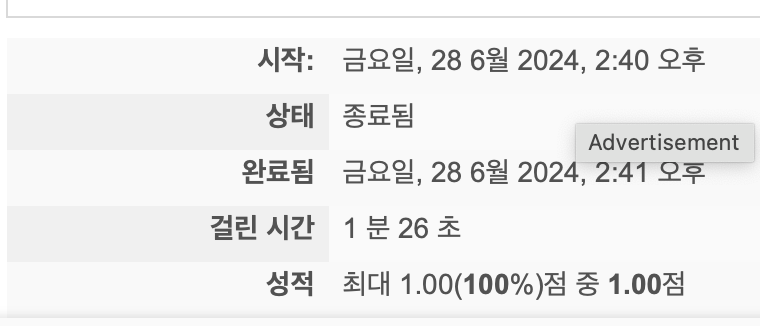 시작: 금요일, 28 6월 2024, 2:40 오후
상태 종료됨
Advertisement
완료됨 금요일, 28 6월 2024, 2:41 오후
걸린 시간 1 분 26 초
성적 최대 1.00(100%)점 중 1.00점